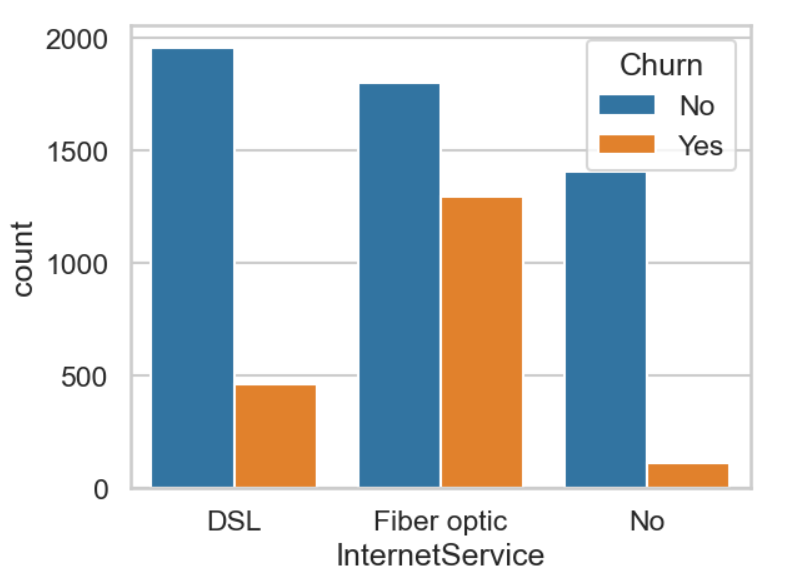 2000
1500
1000
500
0
count
Churn
No
Yes
DSL Fiber optic No
InternetService